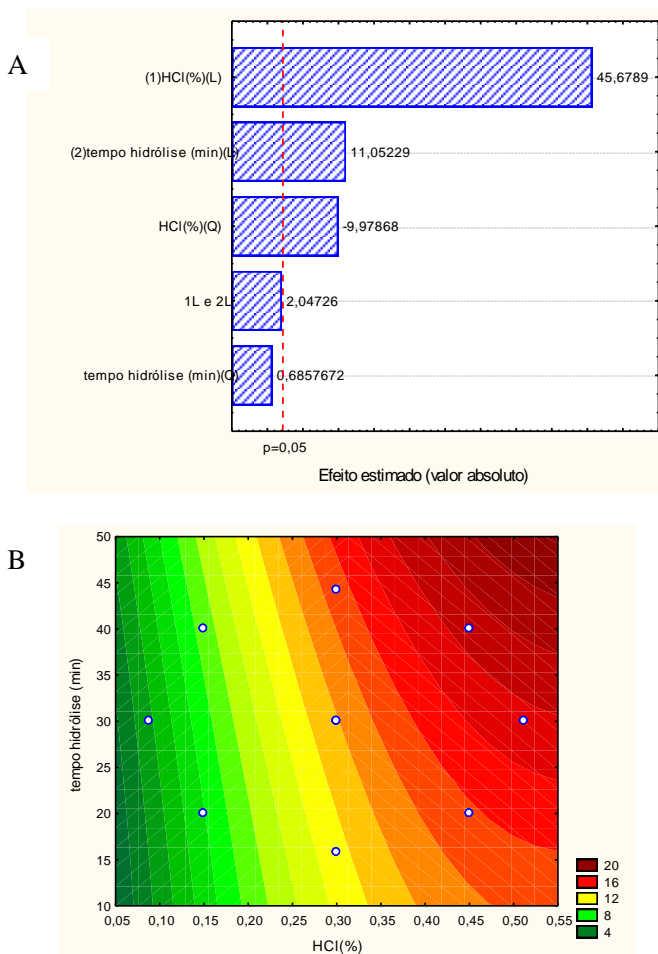 A
(1)HCl(%)(L)
45,6789
(2)tempo hidrólise (min)(L)
11,05229
HCl(%)(Q)
-9,97868
1L e 2L
2,04726
tempo hidrólise (min)(Q)
0,6857672
p=0,05
Efeito estimado (valor absoluto)
B
tempo hidrólise (min)
50
45
40
35
30
25
20
15
10
0,05 0,10 0,15 0,20 0,25 0,30 0,35 0,40 0,45 0,50 0,55
HCl(%)
20
16
12
8
4